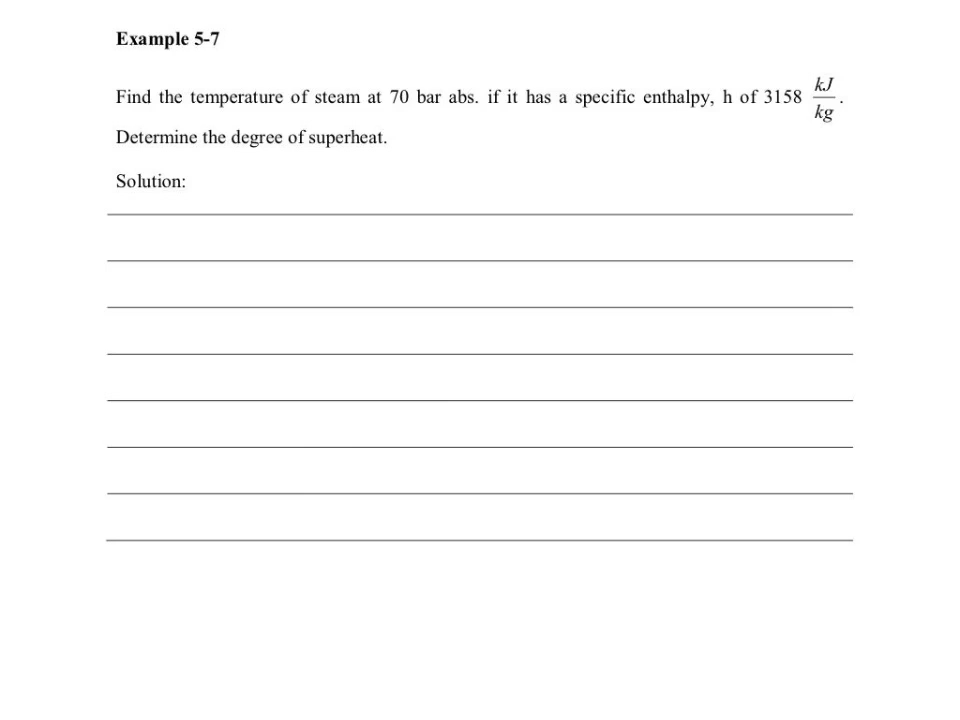 Example 5-7
Find the temperature of steam at 70 bar abs. if it has a specific enthalpy, h of 3158 kJ/kg.
Determine the degree of superheat.
Solution: